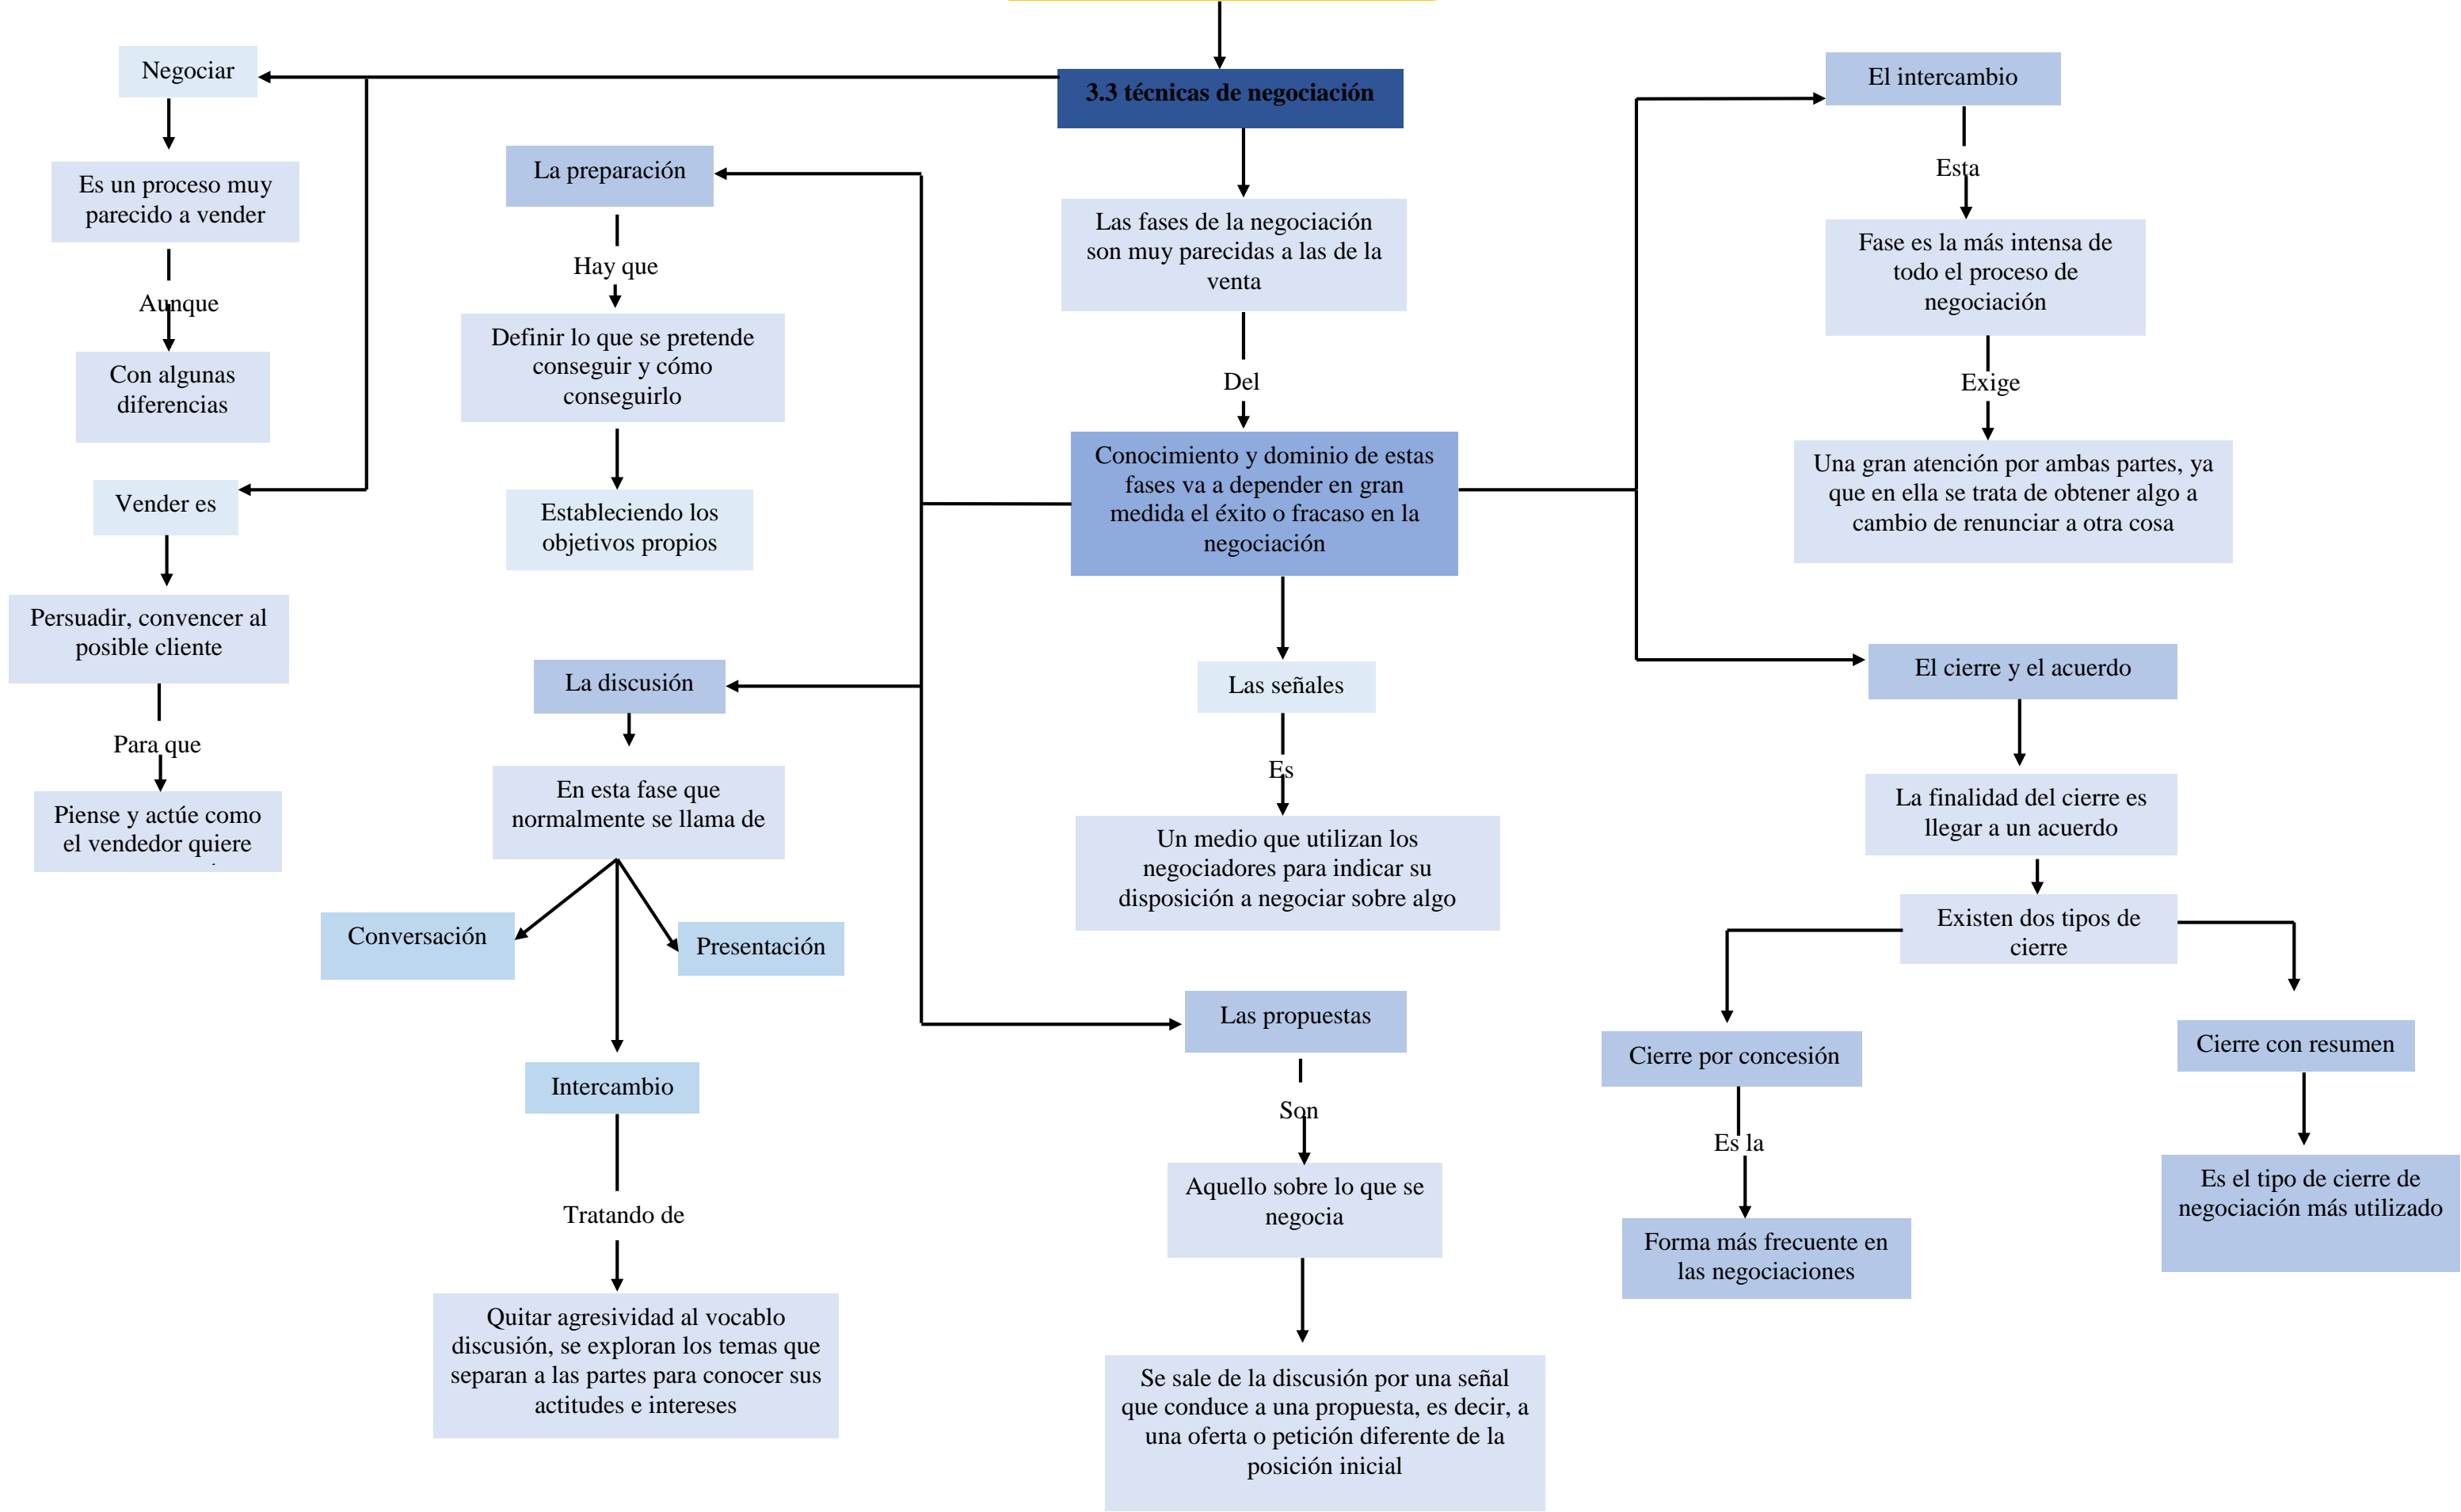 3.3 técnicas de negociación
Negociar
Es un proceso muy
parecido a vender
Aunque
Con algunas
diferencias
Vender es
Persuadir, convencer al
posible cliente
Para que
Piense y actúe como
el vendedor quiere
La preparación
Hay que
Definir lo que se pretende
conseguir y cómo
conseguirlo
Estableciendo los
objetivos propios
La discusión
En esta fase que
normalmente se llama de
Conversación
Presentación
Intercambio
Tratando de
Quitar agresividad al vocablo
discusión, se exploran los temas que
separan a las partes para conocer sus
actitudes e intereses
Las fases de la negociación
son muy parecidas a las de la
venta
Del
Conocimiento y dominio de estas
fases va a depender en gran
medida el éxito o fracaso en la
negociación
Las señales
Es
Un medio que utilizan los
negociadores para indicar su
disposición a negociar sobre algo
Las propuestas
Son
Aquello sobre lo que se
negocia
Se sale de la discusión por una señal
que conduce a una propuesta, es decir, a
una oferta o petición diferente de la
posición inicial
El intercambio
Esta
Fase es la más intensa de
todo el proceso de
negociación
Exige
Una gran atención por ambas partes, ya
que en ella se trata de obtener algo a
cambio de renunciar a otra cosa
El cierre y el acuerdo
La finalidad del cierre es
llegar a un acuerdo
Existen dos tipos de
cierre
Cierre por concesión
Es la
Forma más frecuente en
las negociaciones
Cierre con resumen
Es el tipo de cierre de
negociación más utilizado